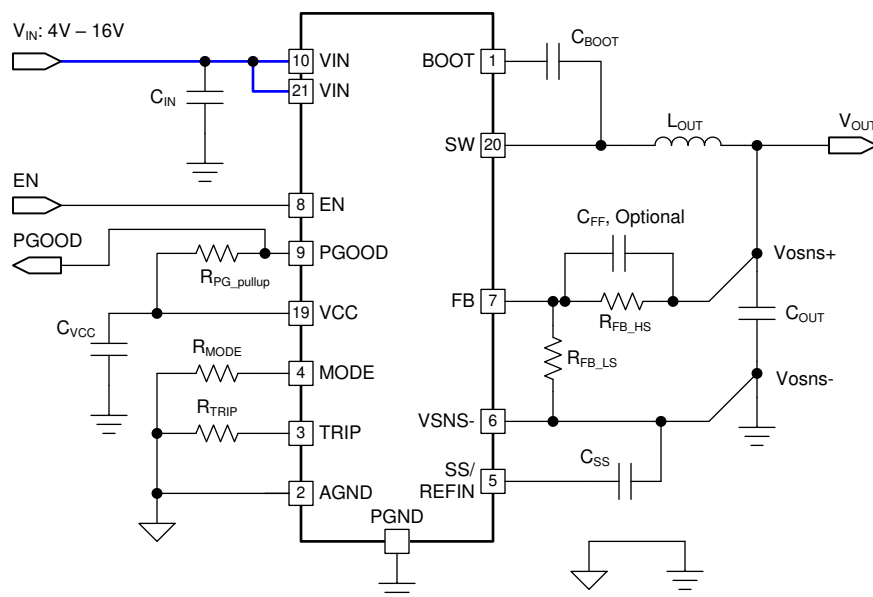 V_IN: 4V – 16V
C_IN
10 VIN
21 VIN
EN
8 EN
PGOOD
9 PGOOD
R_PG_pullup
19 VCC
C_VCC
R_MODE
4 MODE
R_TRIP
3 TRIP
2 AGND
PGND
BOOT 1
C_BOOT
SW 20
L_OUT
V_OUT
C_FF, Optional
Vosns+
FB 7
R_FB_HS
C_OUT
R_FB_LS
Vosns-
VSNS- 6
C_SS
SS/
REFIN 5